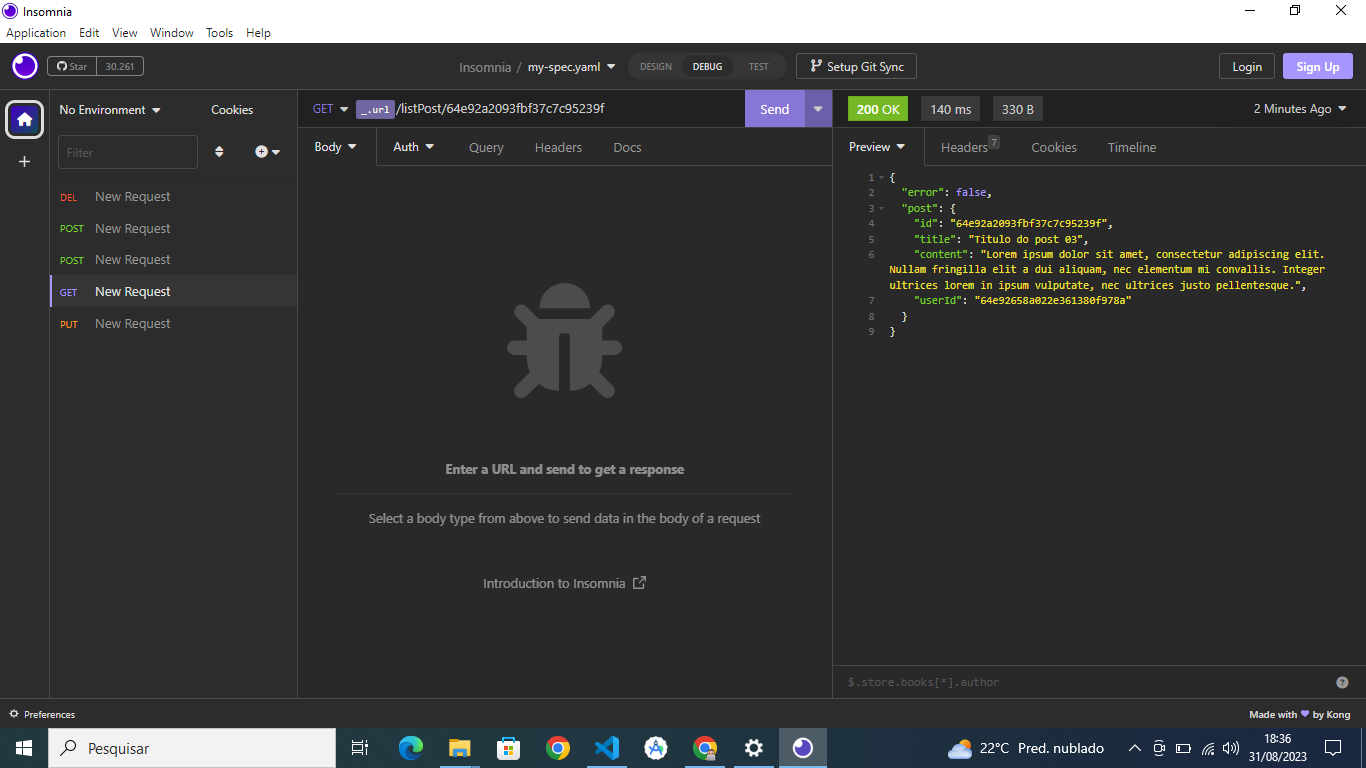 Insomnia
Application Edit View Window Tools Help
Star 30.261
Insomnia / my-spec.yaml
DESIGN DEBUG TEST
Setup Git Sync
Login Sign Up
No Environment Cookies
Filter
DEL New Request
POST New Request
POST New Request
GET New Request
PUT New Request
GET _.url /listPost/64e92a2093fbf37c7c95239f Send
Body Auth Query Headers Docs
Enter a URL and send to get a response
Select a body type from above to send data in the body of a request
Introduction to Insomnia
200 OK 140 ms 330 B 2 Minutes Ago
Preview Headers 7 Cookies Timeline
1 {
2 "error": false,
3 "post": {
4 "id": "64e92a2093fbf37c7c95239f",
5 "title": "Titulo do post 03",
6 "content": "Lorem ipsum dolor sit amet, consectetur adipiscing elit.
Nullam fringilla elit a dui aliquam, nec elementum mi convallis. Integer
ultrices lorem in ipsum vulputate, nec ultrices justo pellentesque.",
7 "userId": "64e92658a022e361380f978a"
8 }
9 }
$.store.books[*].author
Preferences
Made with by Kong
Pesquisar
22°C Pred. nublado
18:36
31/08/2023